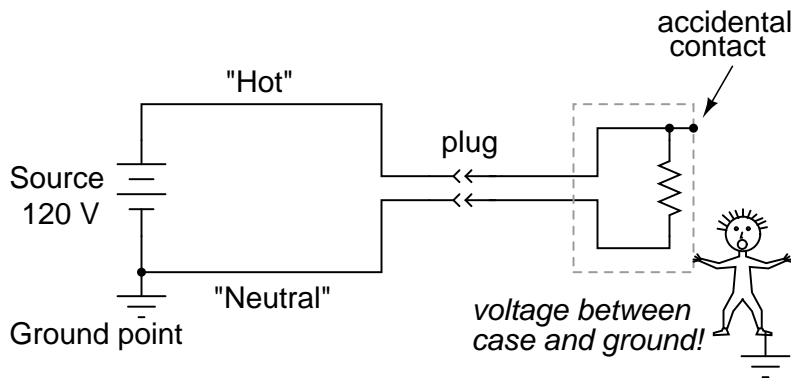 accidental
contact
"Hot"
plug
Source
120 V
"Neutral"
Ground point
voltage between
case and ground!